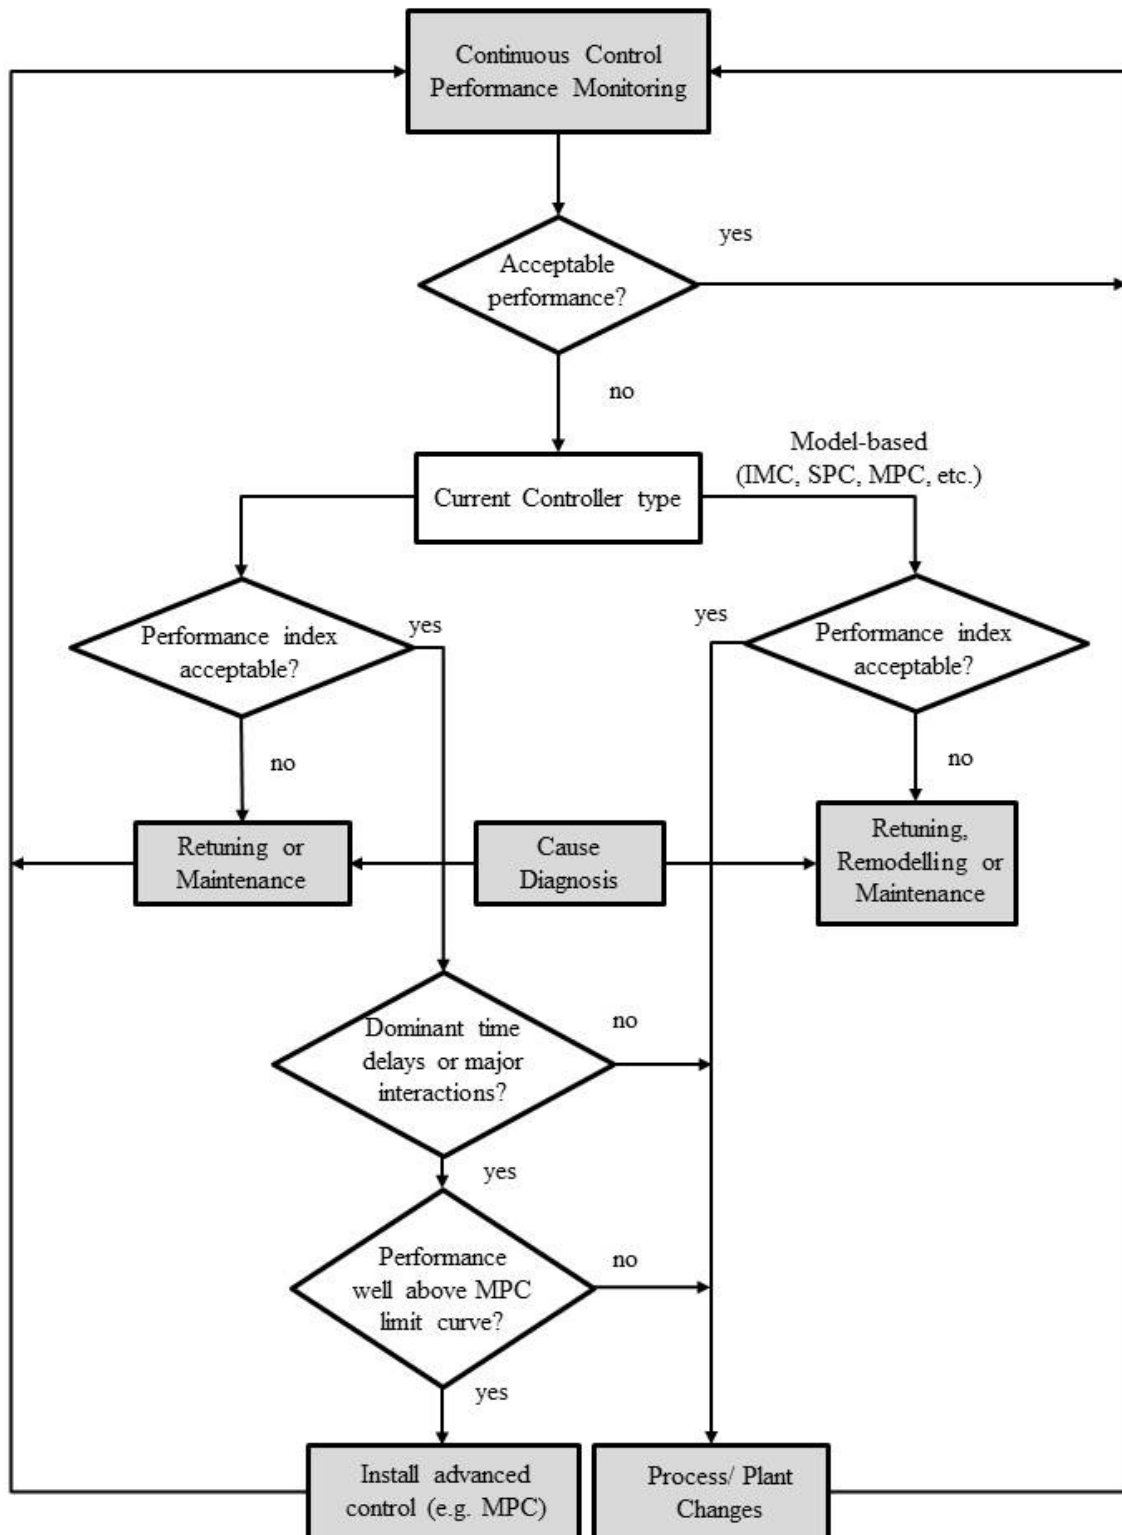 Continuous Control
Performance Monitoring
yes
Acceptable
performance?
no
Model-based
(IMC, SPC, MPC, etc.)
Current Controller type
yes
yes
Performance index
acceptable?
Performance index
acceptable?
no
no
Retuning or
Maintenance
Cause
Diagnosis
Retuning,
Remodelling or
Maintenance
no
Dominant time
delays or major
interactions?
yes
no
Performance
well above MPC
limit curve?
yes
Install advanced
control (e.g. MPC)
Process/ Plant
Changes